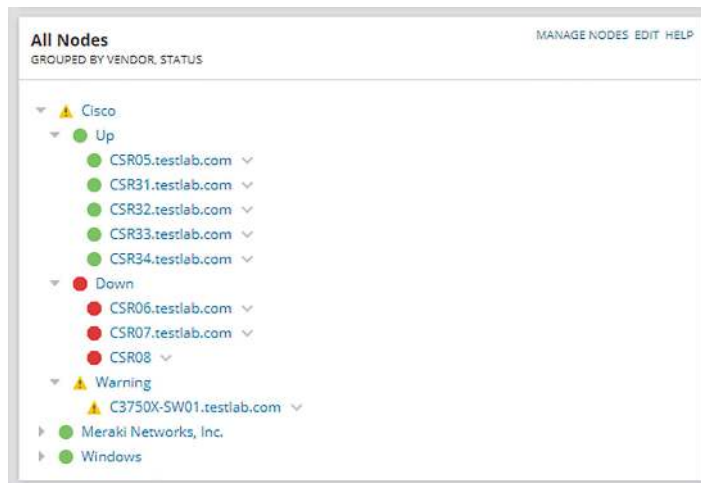 All Nodes
MANAGE NODES EDIT HELP
GROUPED BY VENDOR, STATUS
Cisco
Up
CSR05.testlab.com
CSR31.testlab.com
CSR32.testlab.com
CSR33.testlab.com
CSR34.testlab.com
Down
CSR06.testlab.com
CSR07.testlab.com
CSR08
Warning
C3750X-SW01.testlab.com
Meraki Networks, Inc.
Windows